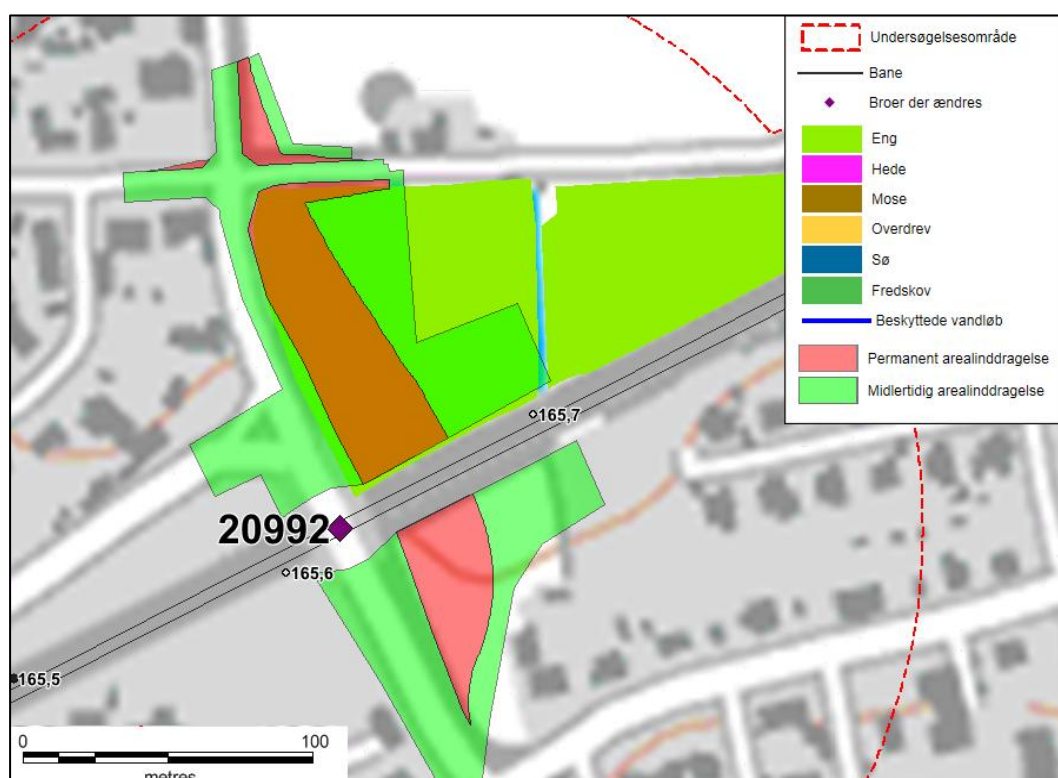 Undersøgelsesområde
Bane
Broer der ændres
Eng
Hede
Mose
Overdrev
Sø
Fredskov
Beskyttede vandløb
Permanent arealinddragelse
Midlertidig arealinddragelse
165,7
20992
165,6
165,5
0 100
metres